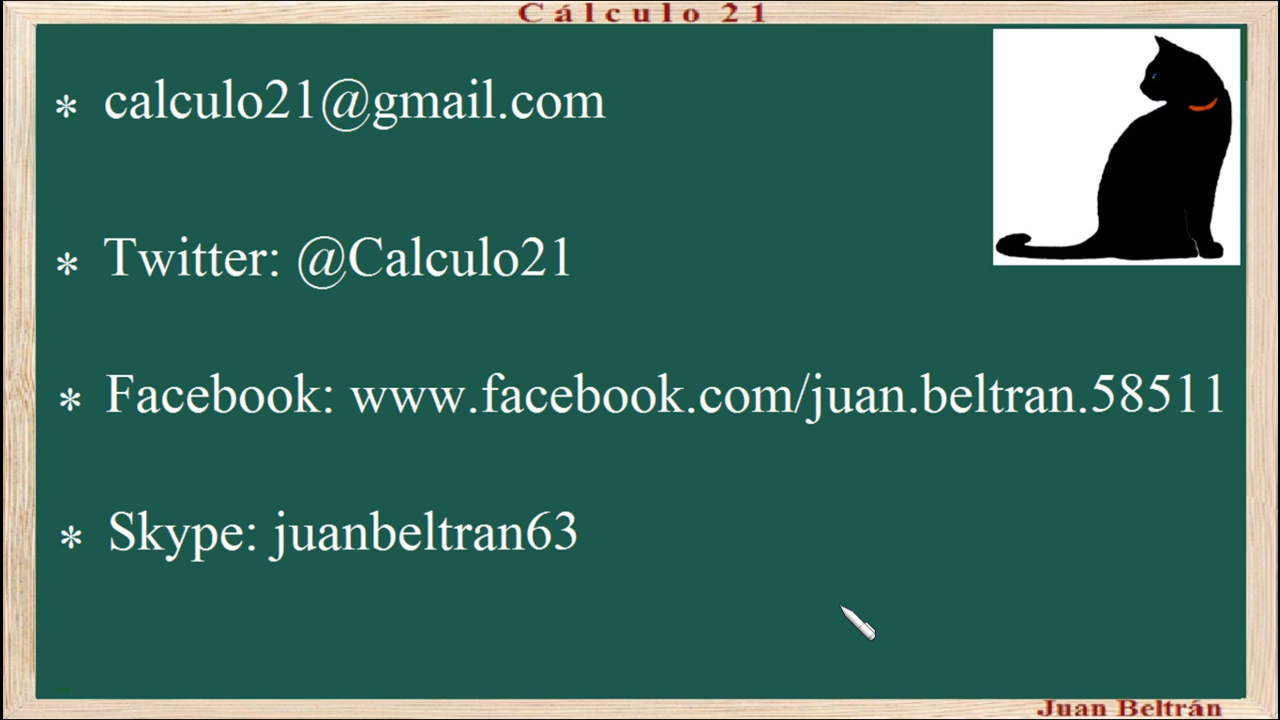 Cálculo 21
* calculo21@gmail.com
* Twitter: @Calculo21
* Facebook: www.facebook.com/juan.beltran.58511
* Skype: juanbeltran63
Juan Beltrán